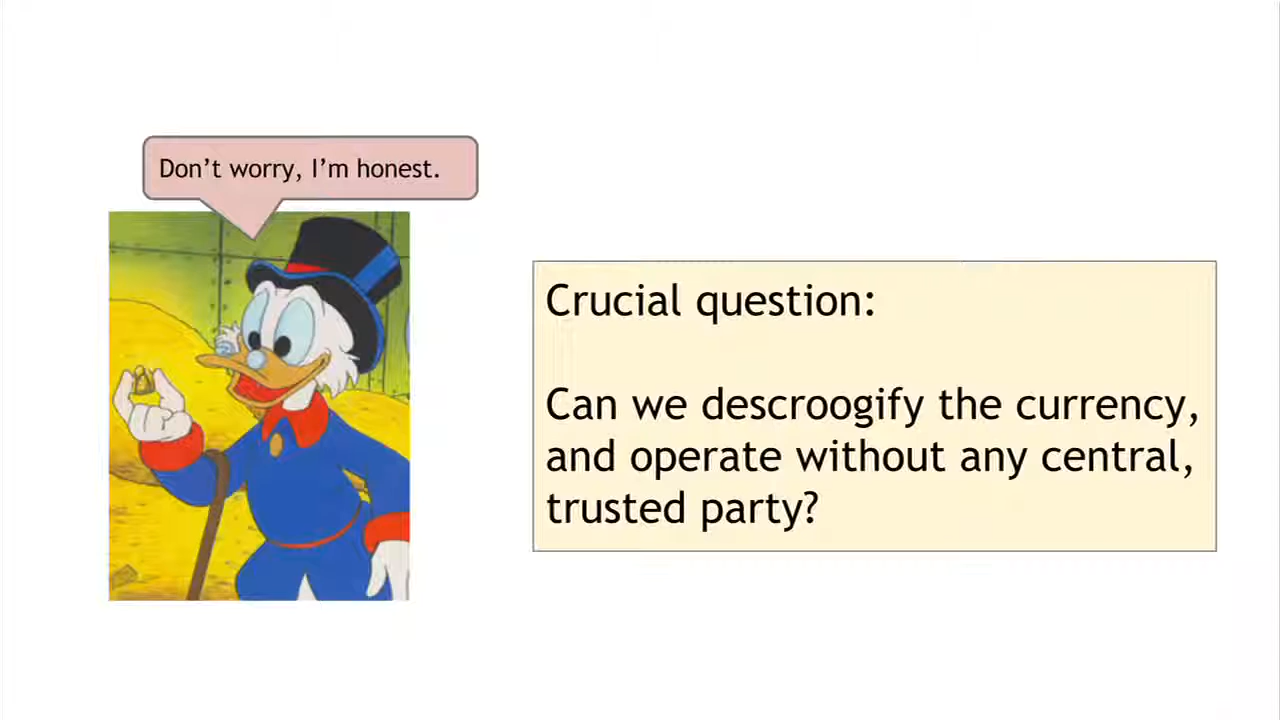 Don’t worry, I’m honest.
Crucial question:
Can we descroogify the currency,
and operate without any central,
trusted party?